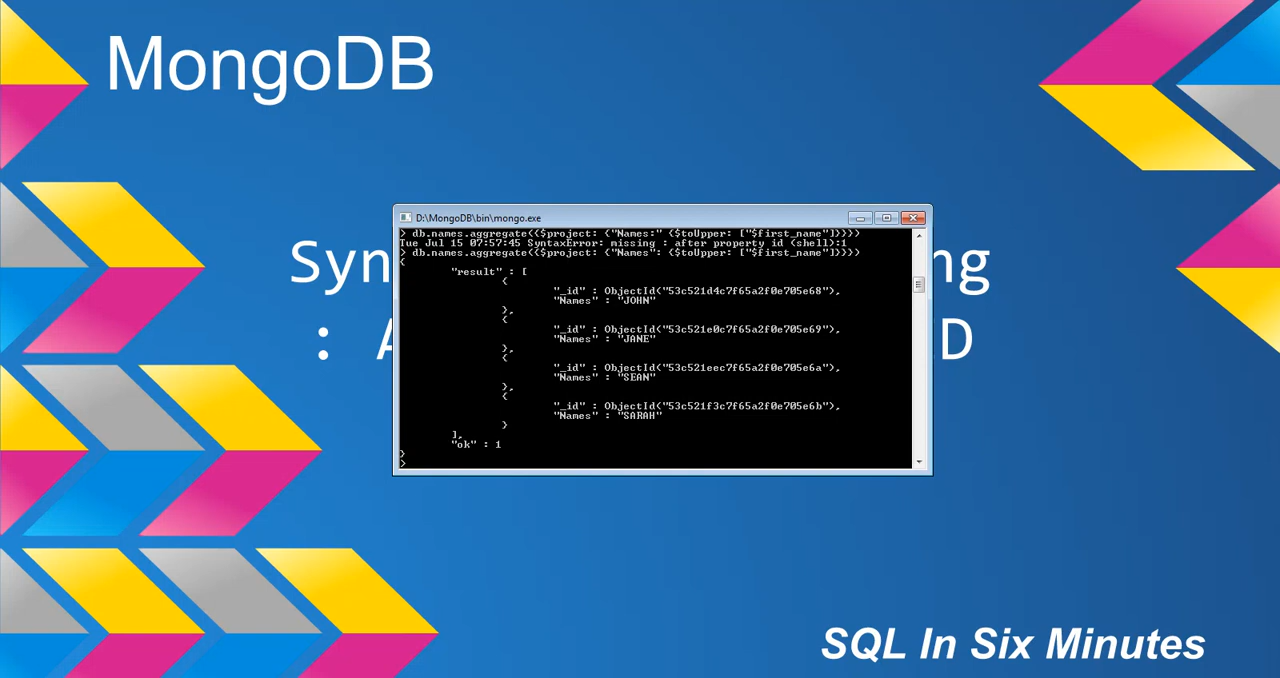 MongoDB
Syn ng
: A D
D:\MongoDB\bin\mongo.exe
> db.names.aggregate({$project: {"Names:" {$toUpper: ["$first_name"]}}})
Tue Jul 15 07:57:45 SyntaxError: missing : after property id (shell):1
> db.names.aggregate({$project: {"Names": {$toUpper: ["$first_name"]}}})
{
"result" : [
{
"_id" : ObjectId("53c521d4c7f65a2f0e705e68"),
"Names" : "JOHN"
},
{
"_id" : ObjectId("53c521e0c7f65a2f0e705e69"),
"Names" : "JANE"
},
{
"_id" : ObjectId("53c521eec7f65a2f0e705e6a"),
"Names" : "SEAN"
},
{
"_id" : ObjectId("53c521f3c7f65a2f0e705e6b"),
"Names" : "SARAH"
}
],
"ok" : 1
}
>
SQL In Six Minutes